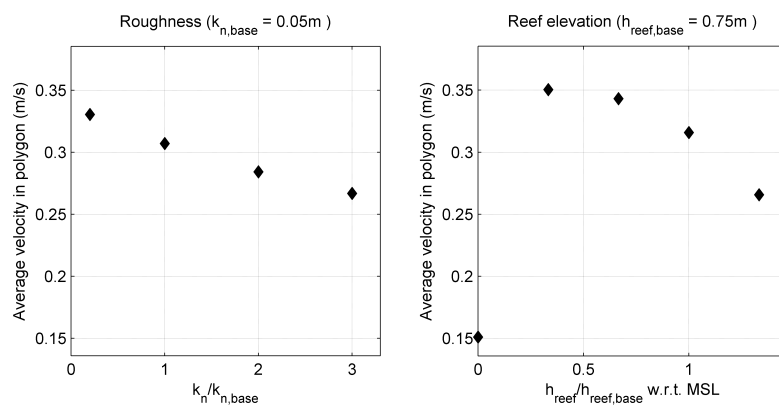 Roughness (k_n,base = 0.05m )
Average velocity in polygon (m/s)
0.35
0.3
0.25
0.2
0.15
0 1 2 3
k_n/k_n,base
Reef elevation (h_reef,base = 0.75m )
Average velocity in polygon (m/s)
0.35
0.3
0.25
0.2
0.15
0 0.5 1
h_reef/h_reef,base w.r.t. MSL